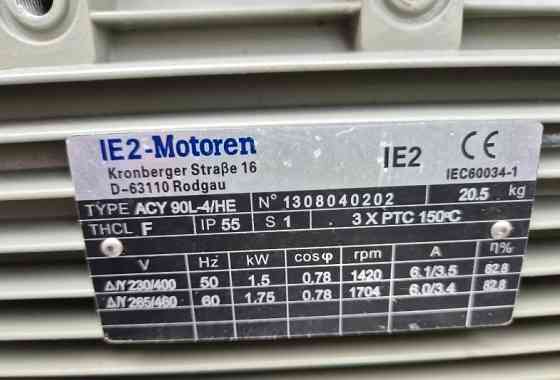 IE2-Motoren
Kronberger Straße 16
D-63110 Rodgau
IE2
CE
IEC60034-1
TYPE ACY 90L-4/HE N° 1308040202 20.5 kg
THCL F IP 55 S 1 3 X PTC 150°C
V Hz kW cosφ rpm A η%
Δ/Y 230/400 50 1.5 0.78 1420 6.1/3.5 82.8
Δ/Y 265/460 60 1.75 0.78 1704 6.0/3.4 82.8